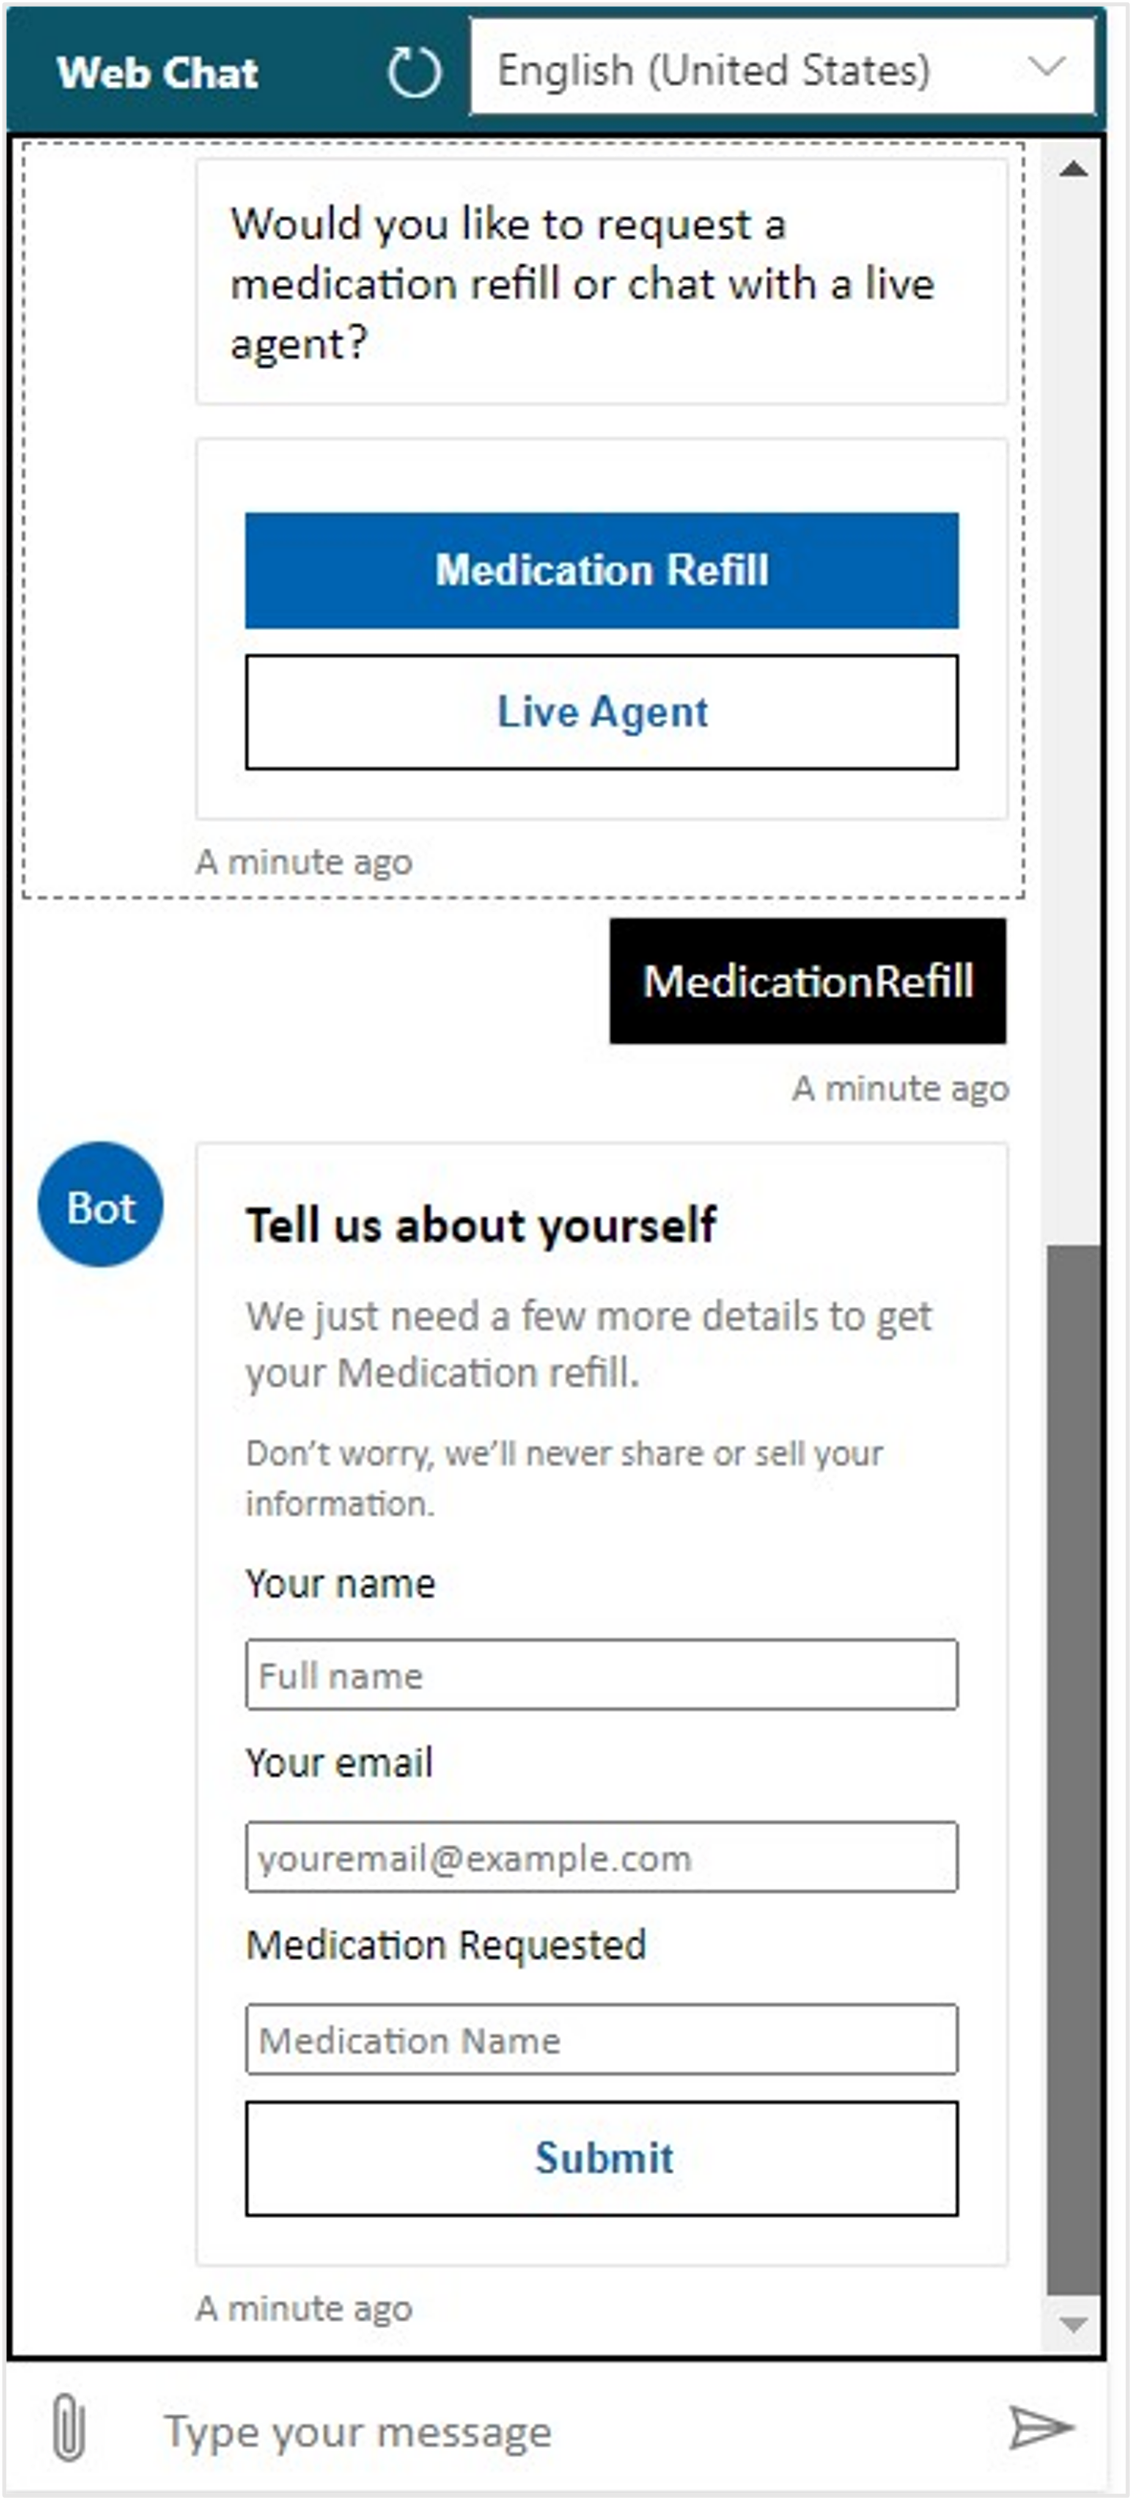 Web Chat
English (United States)
Would you like to request a
medication refill or chat with a live
agent?
Medication Refill
Live Agent
A minute ago
MedicationRefill
A minute ago
Bot
Tell us about yourself
We just need a few more details to get
your Medication refill.
Don’t worry, we’ll never share or sell your
information.
Your name
Full name
Your email
youremail@example.com
Medication Requested
Medication Name
Submit
A minute ago
Type your message